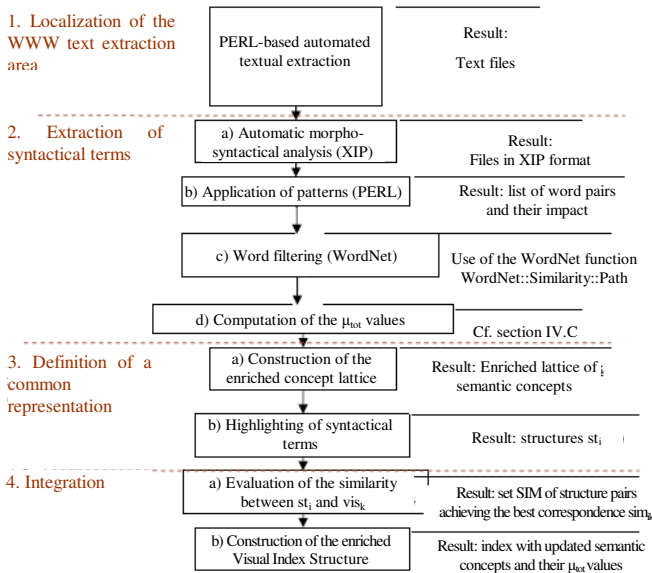 1. Localization of the
WWW text extraction
area
PERL-based automated
textual extraction
Result:
Text files
2. Extraction of
syntactical terms
a) Automatic morpho-
syntactical analysis (XIP)
Result:
Files in XIP format
b) Application of patterns (PERL)
Result: list of word pairs
and their impact
c) Word filtering (WordNet)
Use of the WordNet function
WordNet::Similarity::Path
d) Computation of the μtot values
Cf. section IV.C
3. Definition of a
common
representation
a) Construction of the
enriched concept lattice
Result: Enriched lattice of
semantic concepts
b) Highlighting of syntactical
terms
Result: structures sti
4. Integration
a) Evaluation of the similarity
between sti and visk
Result: set SIM of structure pairs
achieving the best correspondence simik
b) Construction of the enriched
Visual Index Structure
Result: index with updated semantic
concepts and their μtot values